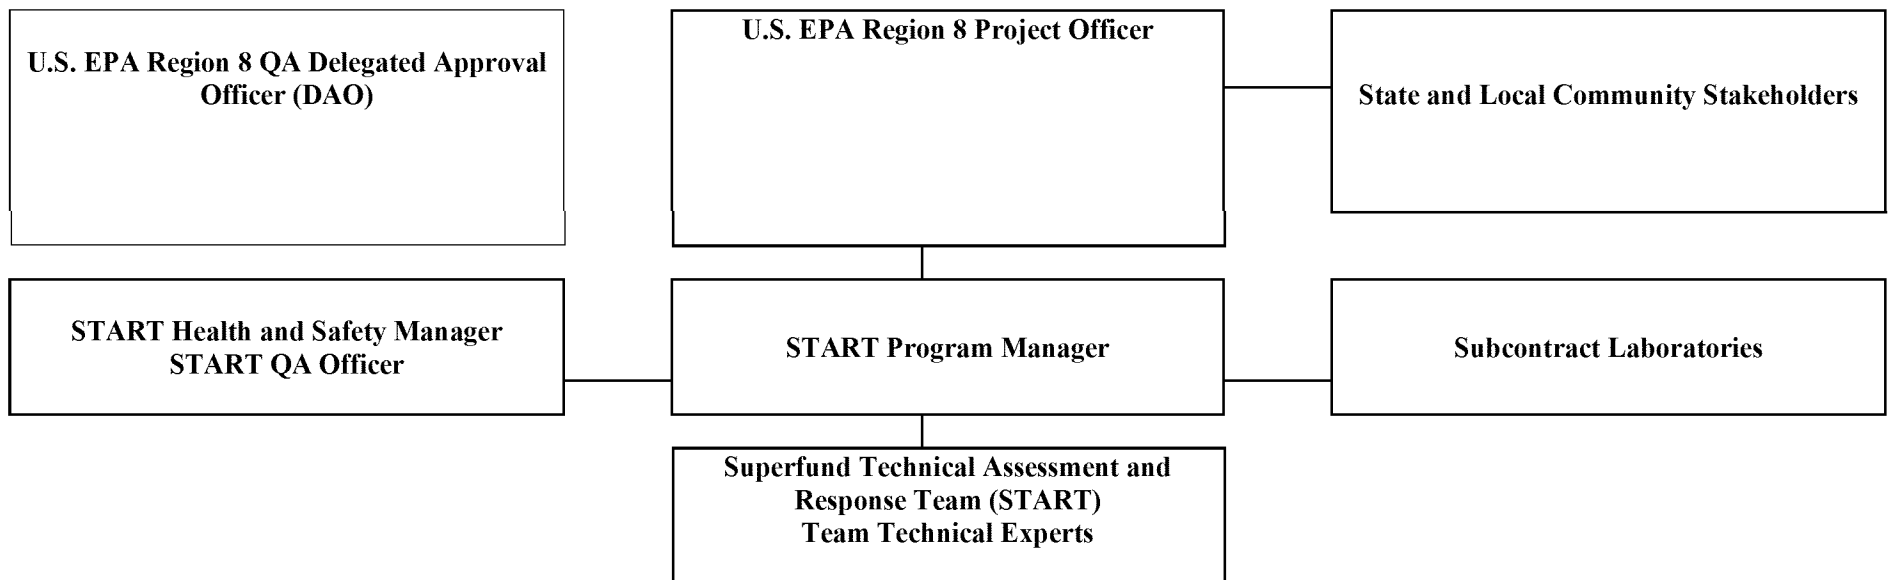 U.S. EPA Region 8 QA Delegated Approval
Officer (DAO)
U.S. EPA Region 8 Project Officer
State and Local Community Stakeholders
START Health and Safety Manager
START QA Officer
START Program Manager
Subcontract Laboratories
Superfund Technical Assessment and
Response Team (START)
Team Technical Experts